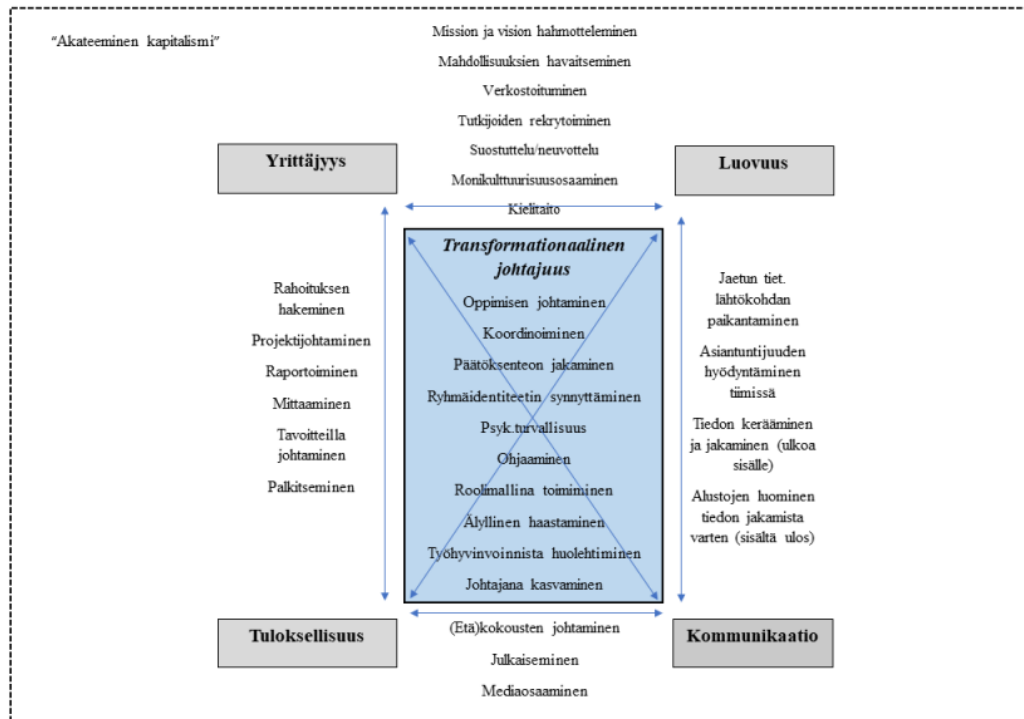 “Akateeminen kapitalismi”
Mission ja vision hahmotteleminen
Mahdollisuuksien havaitseminen
Verkostoituminen
Tutkijoiden rekrytoiminen
Suostuttelu/neuvottelu
Monikulttuurisuusosaaminen
Kielitaito
Yrittäjyys
Luovuus
Rahoituksen
hakeminen
Projektijohtaminen
Raportoiminen
Mittaaminen
Tavoitteilla
johtaminen
Palkitseminen
Transformationaalinen
johtajuus
Oppimisen johtaminen
Koordinoiminen
Päätöksenteon jakaminen
Ryhmäidentiteetin synnyttäminen
Psyk.turvallisuus
Ohjaaminen
Roolimallina toimiminen
Älyllinen haastaminen
Työhyvinvoinnista huolehtiminen
Johtajana kasvaminen
Jaetun tiet.
lähtökohdan
paikantaminen
Asiantuntijuuden
hyödyntäminen
tiimissä
Tiedon kerääminen
ja jakaminen (ulkoa
sisälle)
Alustojen luominen
tiedon jakamista
varten (sisältä ulos)
Tuloksellisuus
Kommunikaatio
(Etä)kokousten johtaminen
Julkaiseminen
Mediaosaaminen